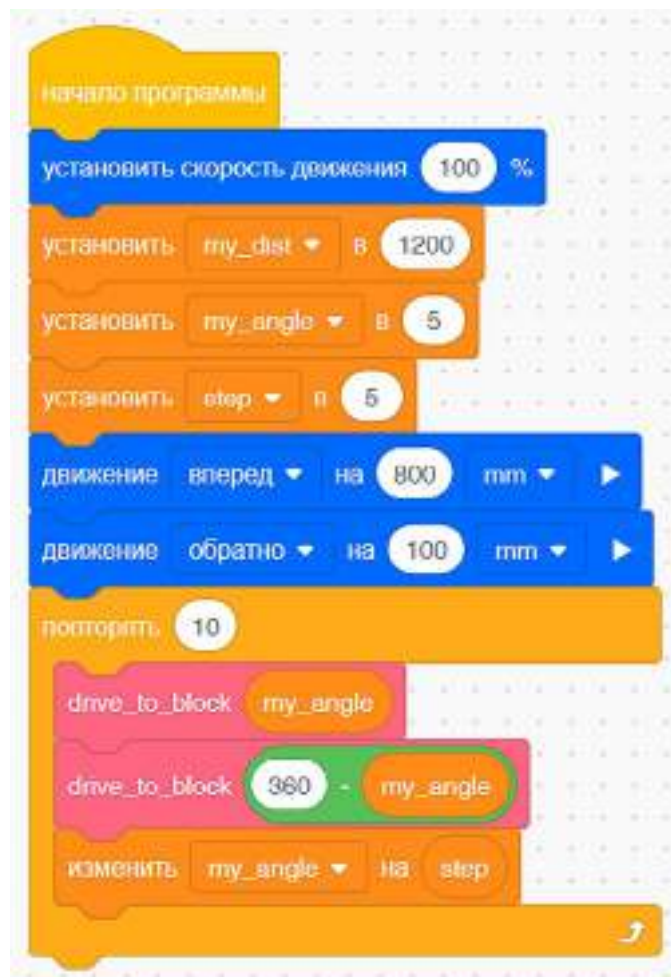 начало программы
установить скорость движения 100 %
установить my_dist в 1200
установить my_angle в 5
установить step в 5
движение вперед на 800 mm
движение обратно на 100 mm
повторять 10
drive_to_block my_angle
drive_to_block 360 - my_angle
изменить my_angle на step